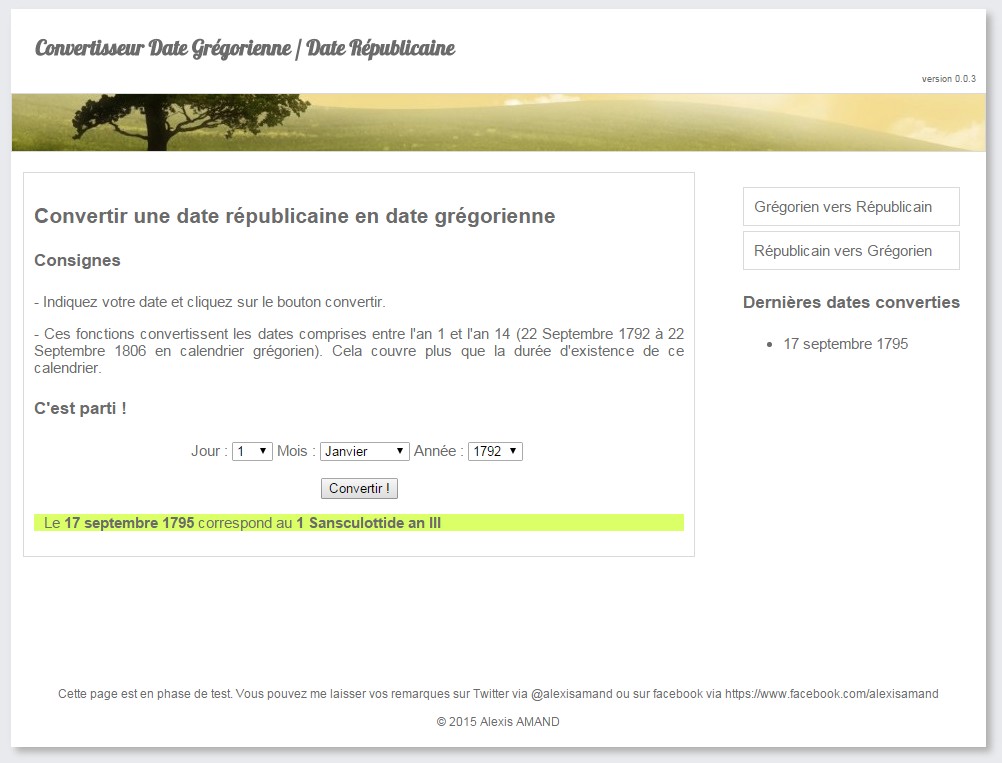 Convertisseur Date Grégorienne / Date Républicaine
version 0.0.3
Convertir une date républicaine en date grégorienne
Consignes
- Indiquez votre date et cliquez sur le bouton convertir.
- Ces fonctions convertissent les dates comprises entre l'an 1 et l'an 14 (22 Septembre 1792 à 22
Septembre 1806 en calendrier grégorien). Cela couvre plus que la durée d'existence de ce
calendrier.
C'est parti !
Jour : 1 Mois : Janvier Année : 1792
Convertir !
Le 17 septembre 1795 correspond au 1 Sansculottide an III
Grégorien vers Républicain
Républicain vers Grégorien
Dernières dates converties
• 17 septembre 1795
Cette page est en phase de test. Vous pouvez me laisser vos remarques sur Twitter via @alexisamand ou sur facebook via https://www.facebook.com/alexisamand
© 2015 Alexis AMAND